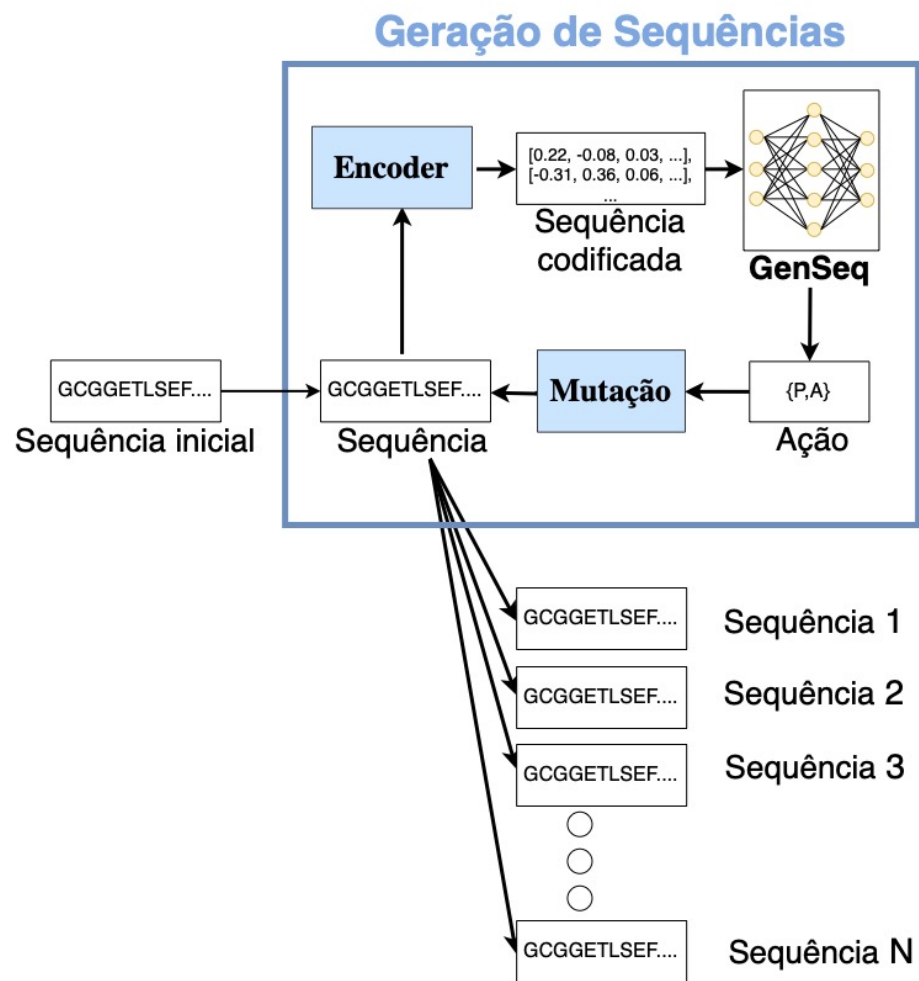 Geração de Sequências
Encoder
[0.22, -0.08, 0.03, ...],
[-0.31, 0.36, 0.06, ...],
...
Sequência
codificada
GenSeq
GCGGETLSEF....
Sequência inicial
GCGGETLSEF....
Sequência
Mutação
{P,A}
Ação
GCGGETLSEF....
Sequência 1
GCGGETLSEF....
Sequência 2
GCGGETLSEF....
Sequência 3
GCGGETLSEF....
Sequência N